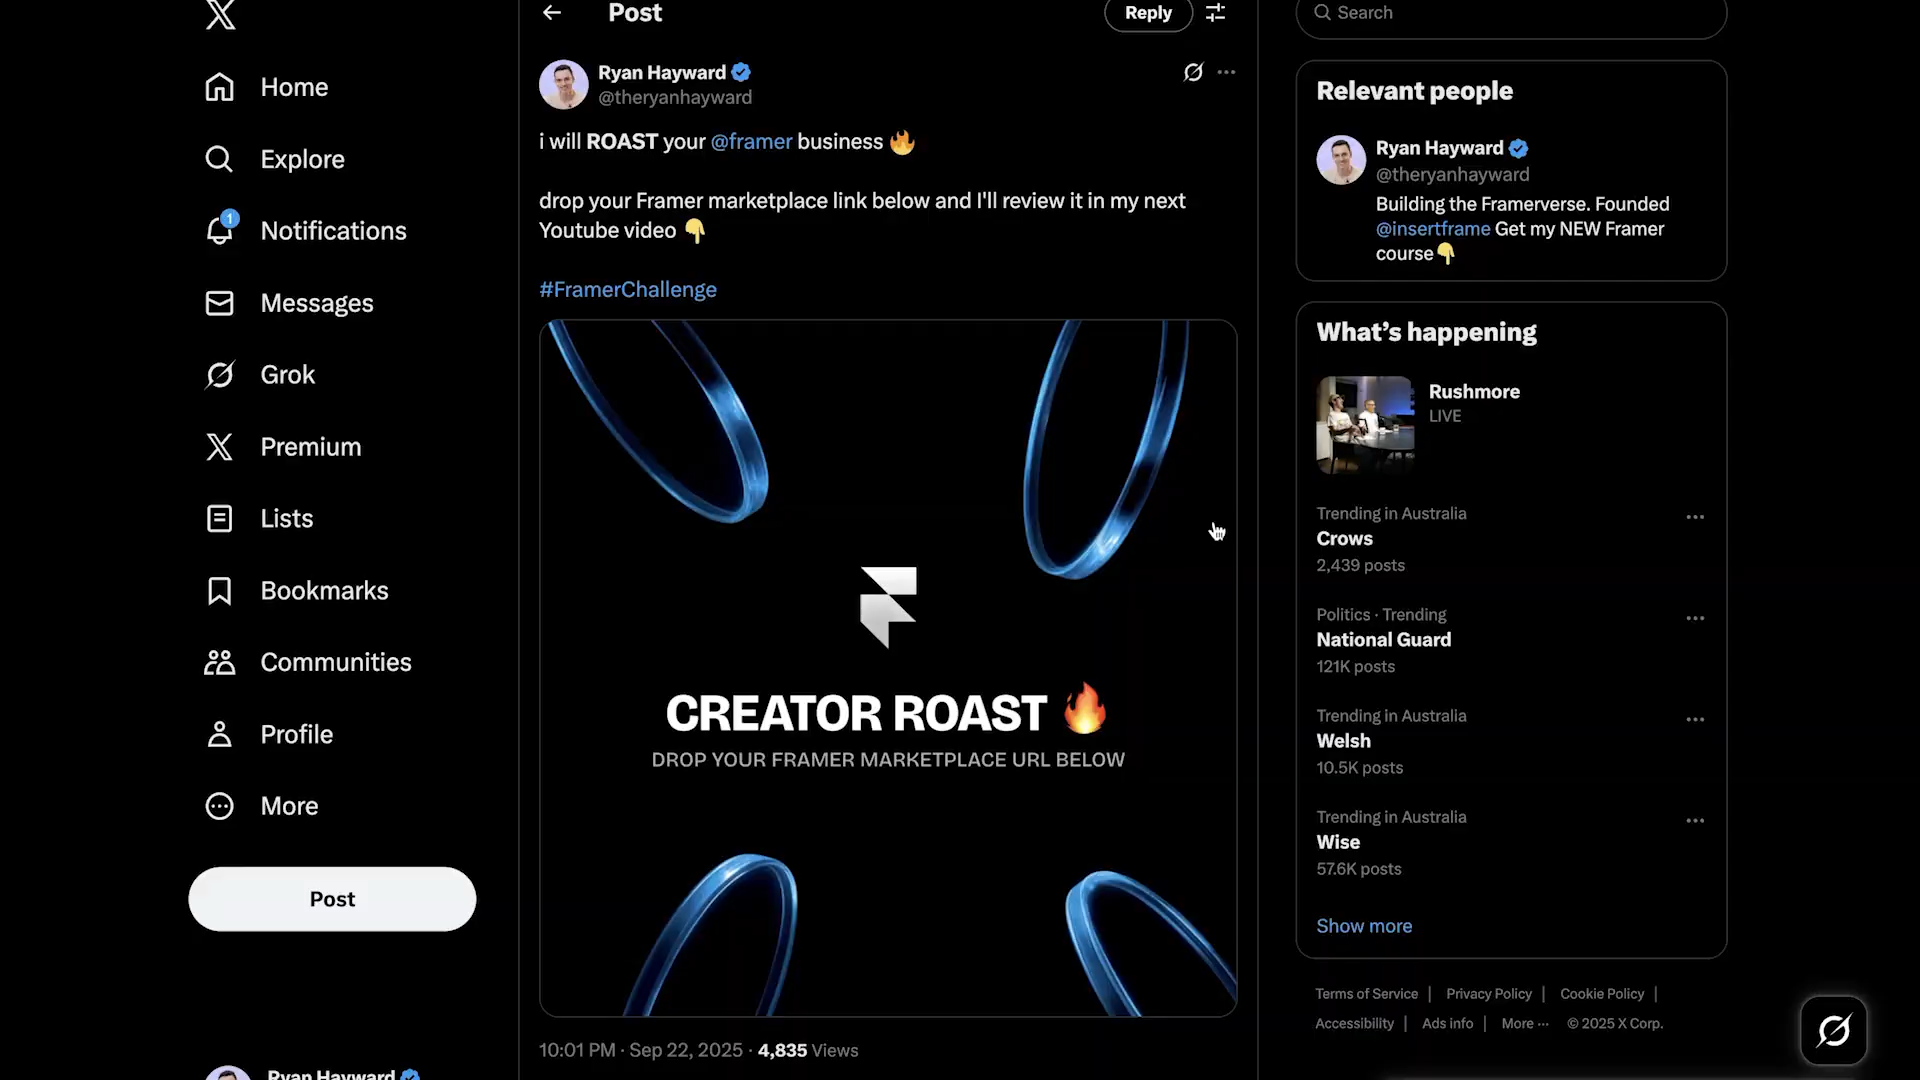 Home
Explore
1
Notifications
Messages
Grok
Premium
Lists
Bookmarks
Communities
Profile
More
Post
Ryan Hayward
Post
Reply
Ryan Hayward
@theryanhayward
i will ROAST your @framer business 🔥
drop your Framer marketplace link below and I'll review it in my next
Youtube video 👇
#FramerChallenge
CREATOR ROAST 🔥
DROP YOUR FRAMER MARKETPLACE URL BELOW
10:01 PM · Sep 22, 2025 · 4,835 Views
Search
Relevant people
Ryan Hayward
@theryanhayward
Building the Framerverse. Founded
@insertframe Get my NEW Framer
course👇
What's happening
Rushmore
LIVE
Trending in Australia
Crows
2,439 posts
Politics · Trending
National Guard
121K posts
Trending in Australia
Welsh
10.5K posts
Trending in Australia
Wise
57.6K posts
Show more
Terms of Service | Privacy Policy | Cookie Policy |
Accessibility | Ads info | More ··· © 2025 X Corp.